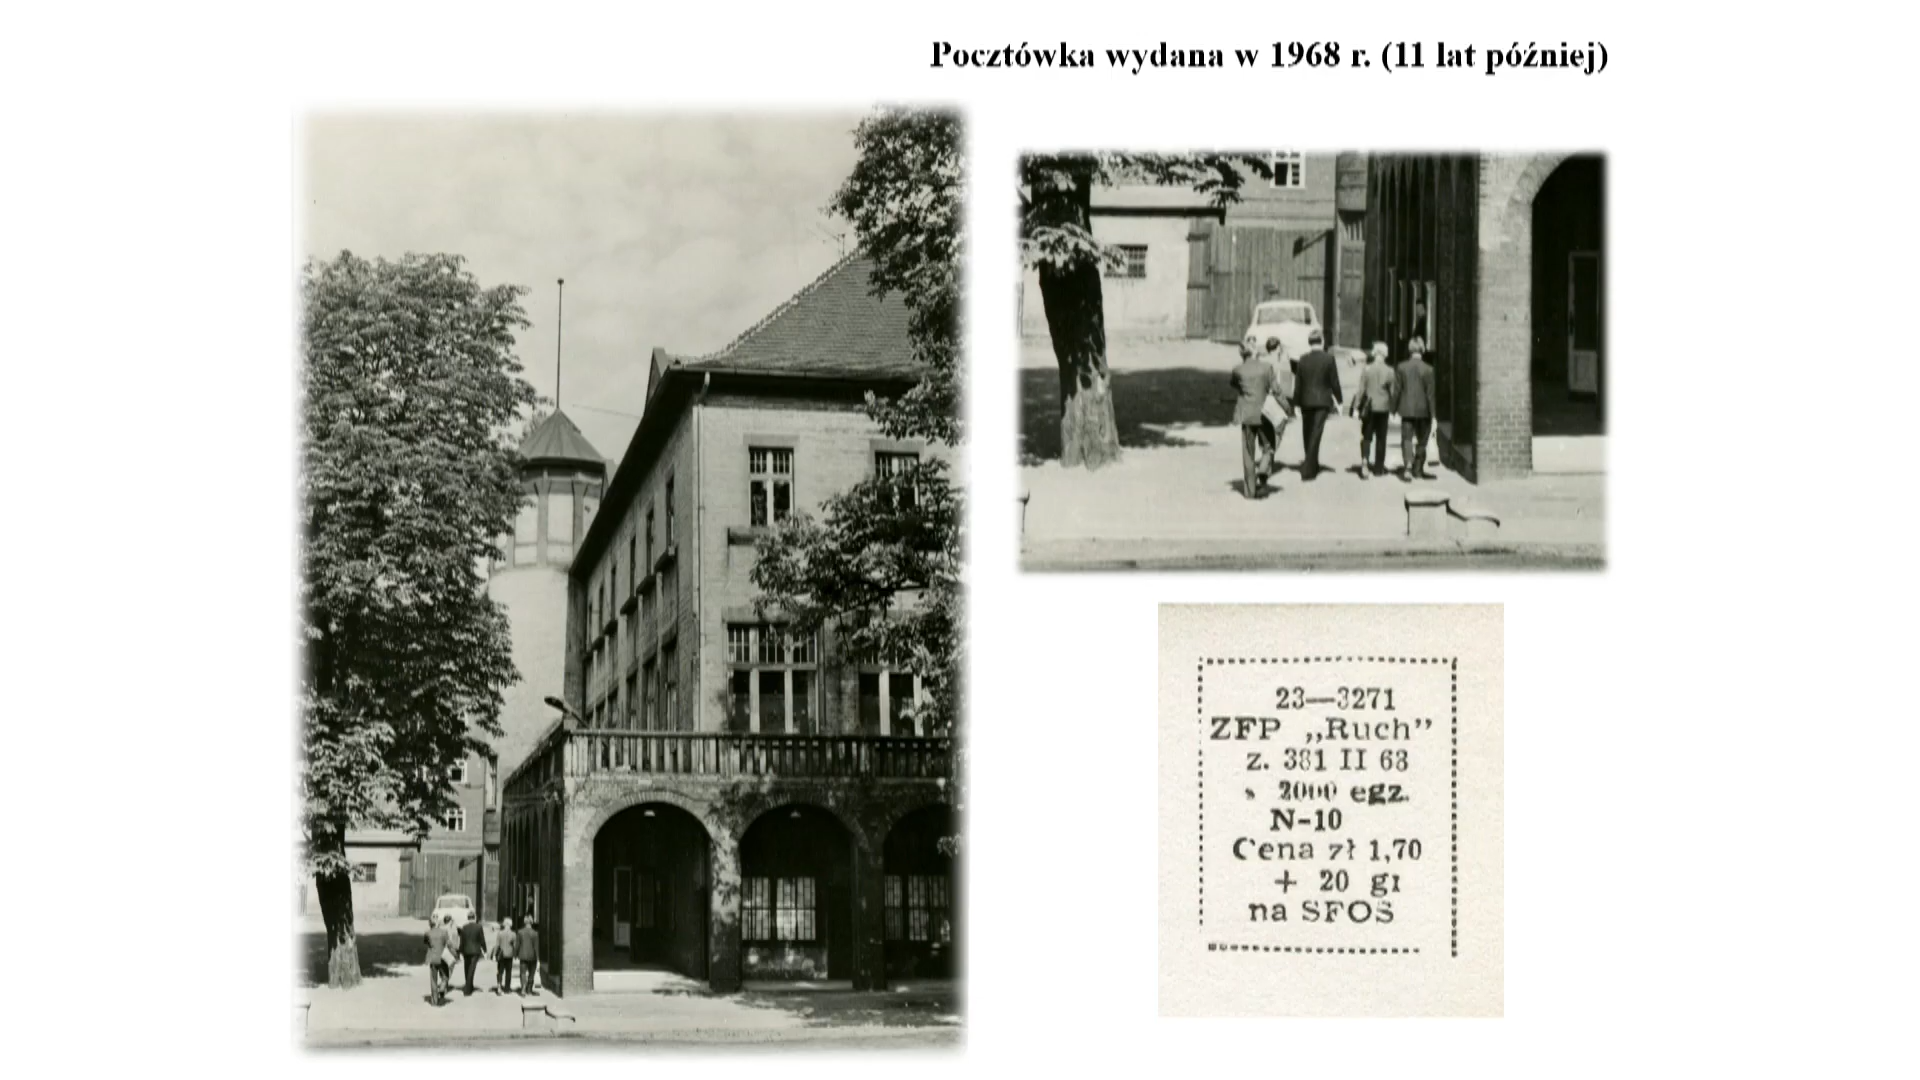 Pocztówka wydana w 1968 r. (11 lat później)
23—3271
ZFP „Ruch”
z. 381 II 68
s 2000 egz.
N-10
Cena zł 1,70
+ 20 gr
na SFOS